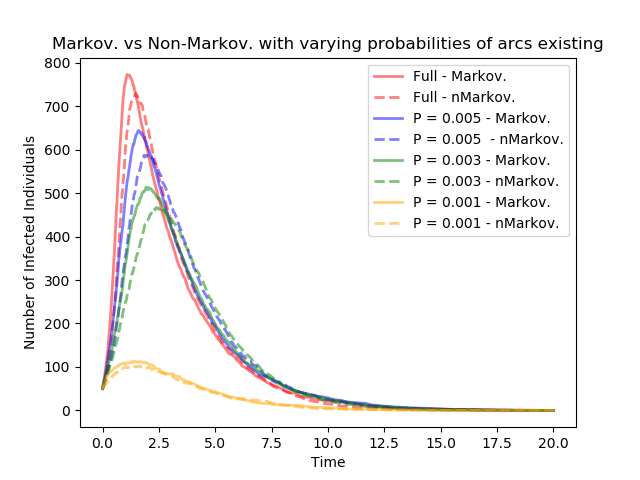 Markov. vs Non-Markov. with varying probabilities of arcs existing
800
700
600
500
400
300
200
100
0
Number of Infected Individuals
Full - Markov.
Full - nMarkov.
P = 0.005 - Markov.
P = 0.005  - nMarkov.
P = 0.003 - Markov.
P = 0.003 - nMarkov.
P = 0.001 - Markov.
P = 0.001 - nMarkov.
0.0 2.5 5.0 7.5 10.0 12.5 15.0 17.5 20.0
Time